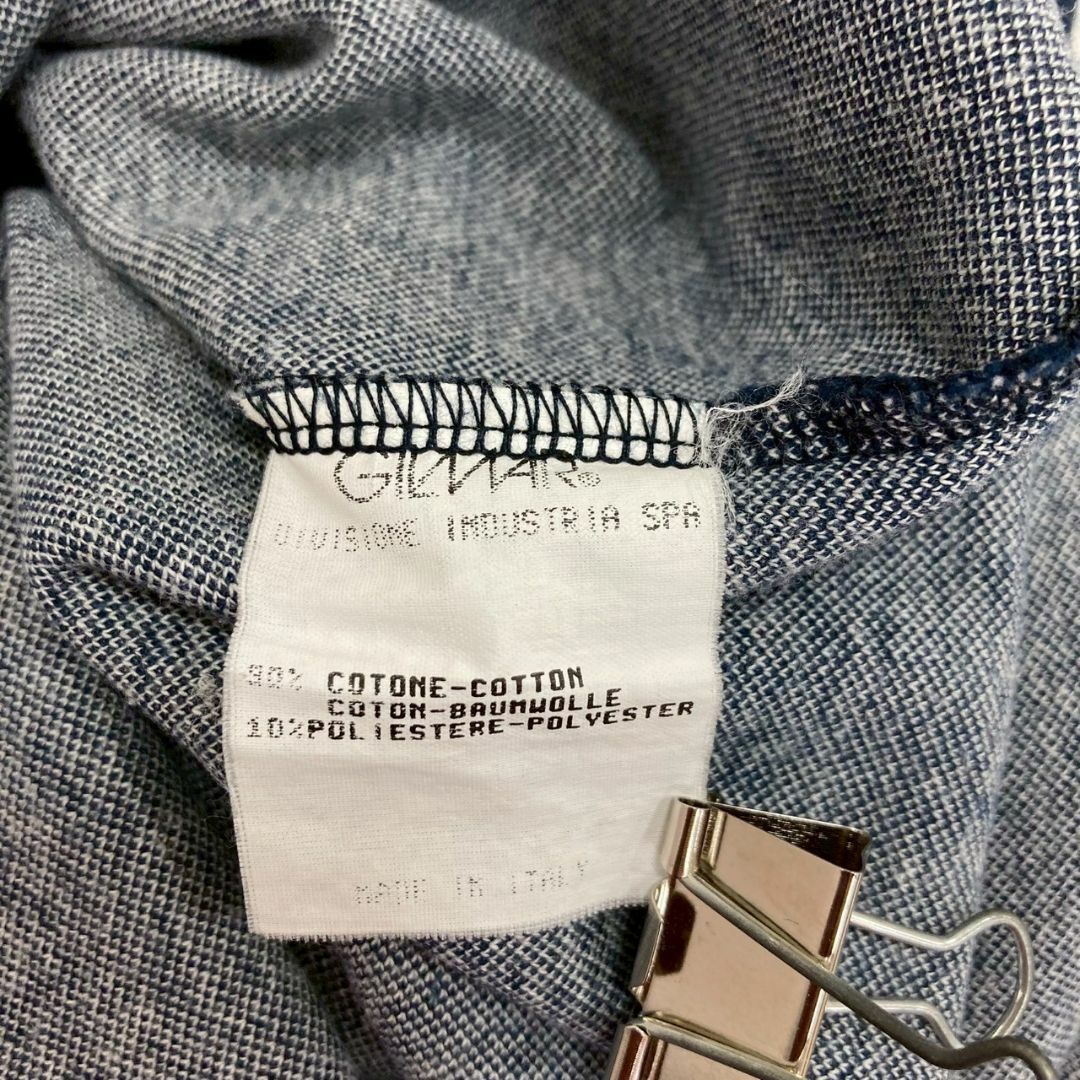 GILMAR®
DIVISIONE INDUSTRIA SPA
90% COTONE-COTTON
COTON-BAUMWOLLE
10%POLIESTERE-POLYESTER
MADE IN ITALY